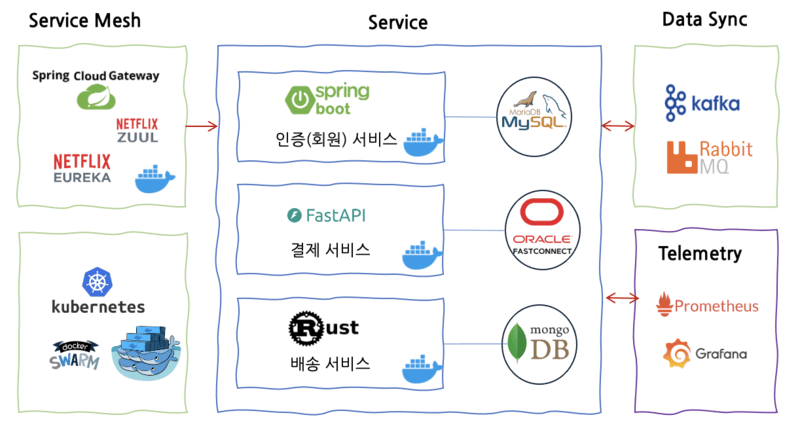 Service Mesh
Service
Data Sync
Spring Cloud Gateway
NETFLIX
ZUUL
NETFLIX
EUREKA
kubernetes
docker
SWARM
spring
boot
인증(회원) 서비스
MariaDB
MySQL
FastAPI
결제 서비스
ORACLE
FASTCONNECT
Rust
배송 서비스
mongo
DB
kafka
Rabbit
MQ
Telemetry
Prometheus
Grafana